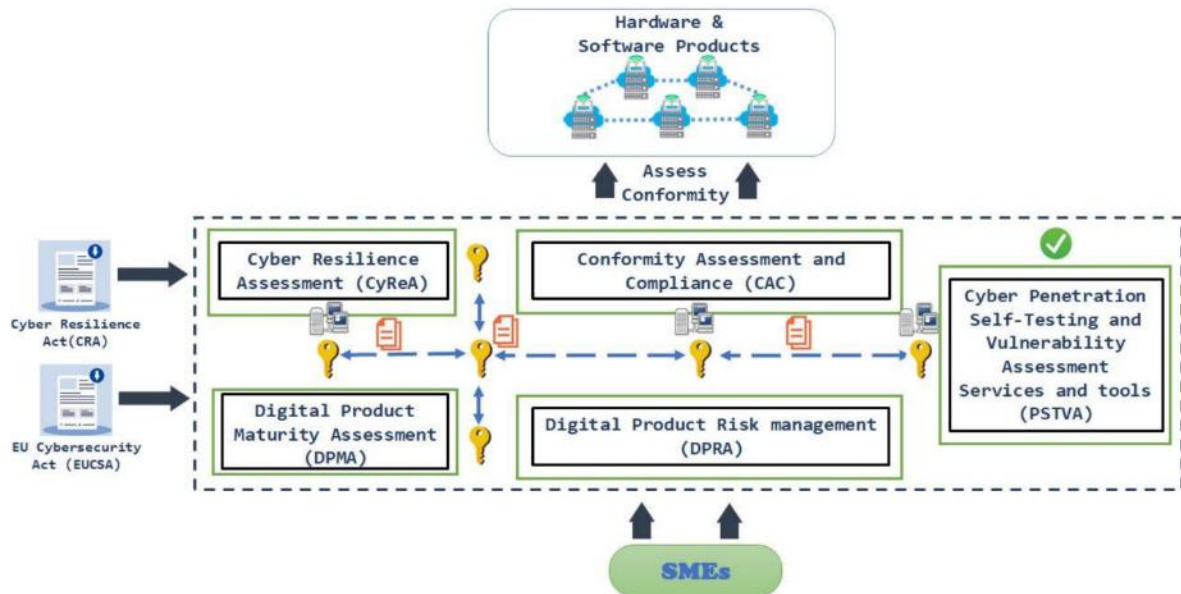 Hardware &
Software Products
Assess
Conformity
Cyber Resilience
Act(CRA)
EU Cybersecurity
Act (EUCSA)
Cyber Resilience
Assessment (CyReA)
Conformity Assessment and
Compliance (CAC)
Cyber Penetration
Self-Testing and
Vulnerability
Assessment
Services and tools
(PSTVA)
Digital Product
Maturity Assessment
(DPMA)
Digital Product Risk management
(DPRA)
SMEs